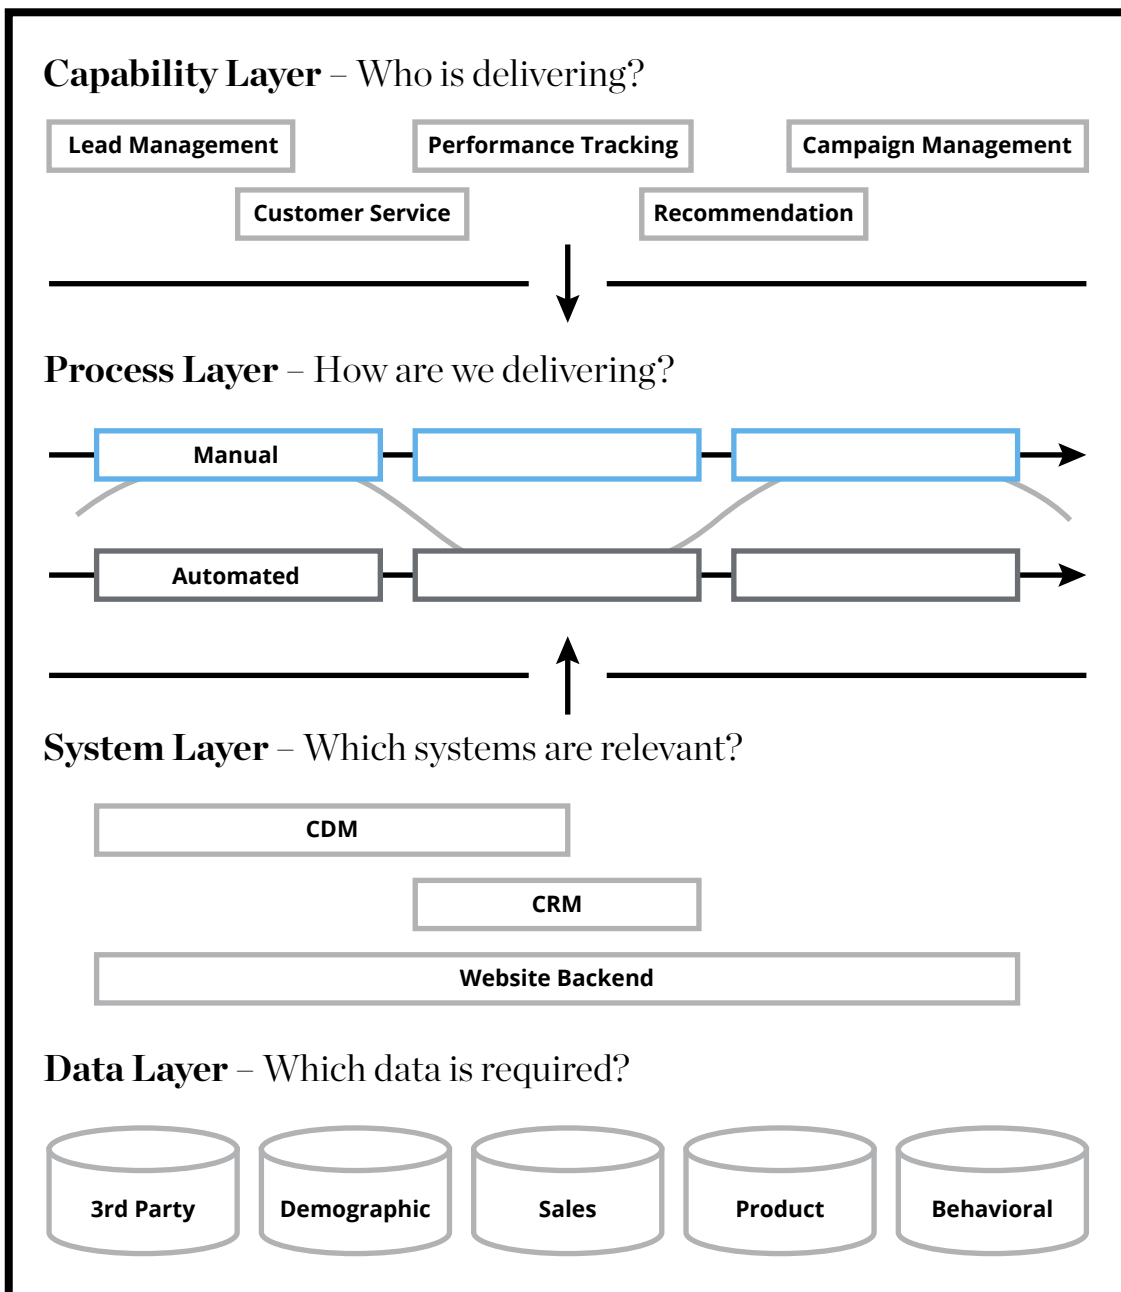 Capability Layer – Who is delivering?
Lead Management
Performance Tracking
Campaign Management
Customer Service
Recommendation
Process Layer – How are we delivering?
Manual
Automated
System Layer – Which systems are relevant?
CDM
CRM
Website Backend
Data Layer – Which data is required?
3rd Party
Demographic
Sales
Product
Behavioral